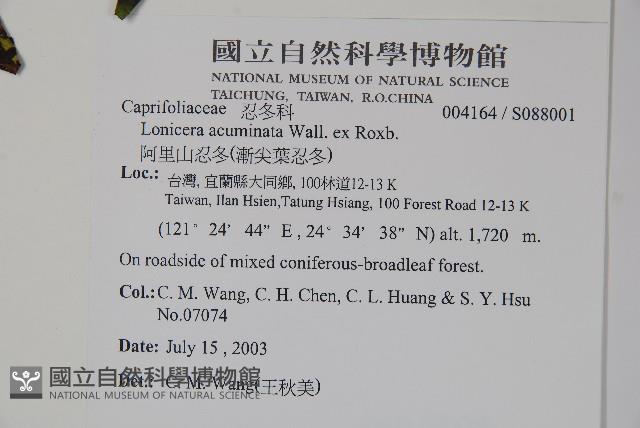 國立自然科學博物館
NATIONAL MUSEUM OF NATURAL SCIENCE
TAICHUNG, TAIWAN, R.O.CHINA
Caprifoliaceae 忍冬科 004164 / S088001
Lonicera acuminata Wall. ex Roxb.
阿里山忍冬(漸尖葉忍冬)
Loc.: 台灣, 宜蘭縣大同鄉, 100林道12-13 K
Taiwan, Ilan Hsien,Tatung Hsiang, 100 Forest Road 12-13 K
(121° 24′ 44″ E , 24° 34′ 38″ N) alt. 1,720 m.
On roadside of mixed coniferous-broadleaf forest.
Col.: C. M. Wang, C. H. Chen, C. L. Huang & S. Y. Hsu
No.07074
Date: July 15 , 2003
Det.: C. M. Wang(王秋美)
國立自然科學博物館
NATIONAL MUSEUM OF NATURAL SCIENCE